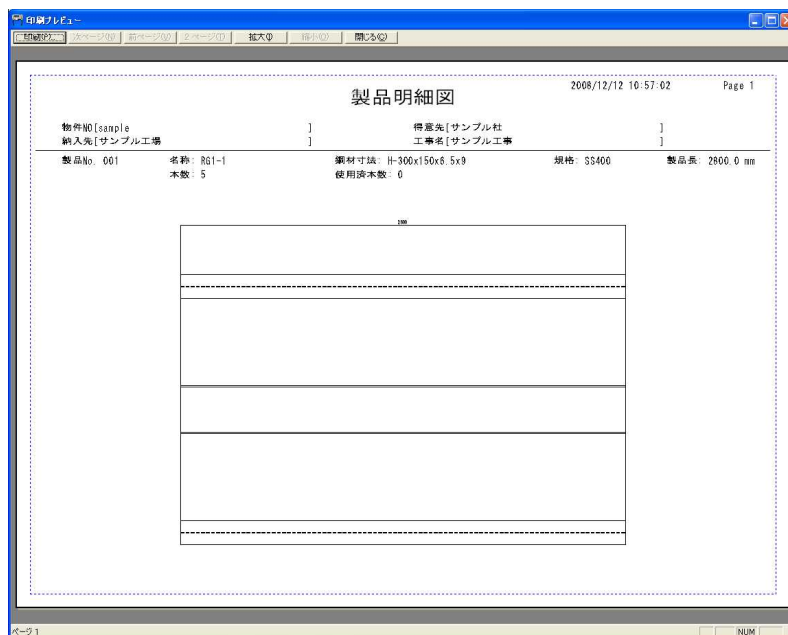 印刷プレビュー
印刷(P)... 次ページ(N) 前ページ(V) 2 ページ(T) 拡大(I) 縮小(O) 閉じる(C)
2008/12/12 10:57:02 Page 1
製品明細図
物件NO[sample ] 得意先[サンプル社 ]
納入先[サンプル工場 ] 工事名[サンプル工事 ]
製品No. 001 名称: RG1-1 鋼材寸法: H-300x150x6.5x9 規格: SS400 製品長: 2800.0 mm
本数: 5 使用済本数: 0
2800
ページ 1 NUM